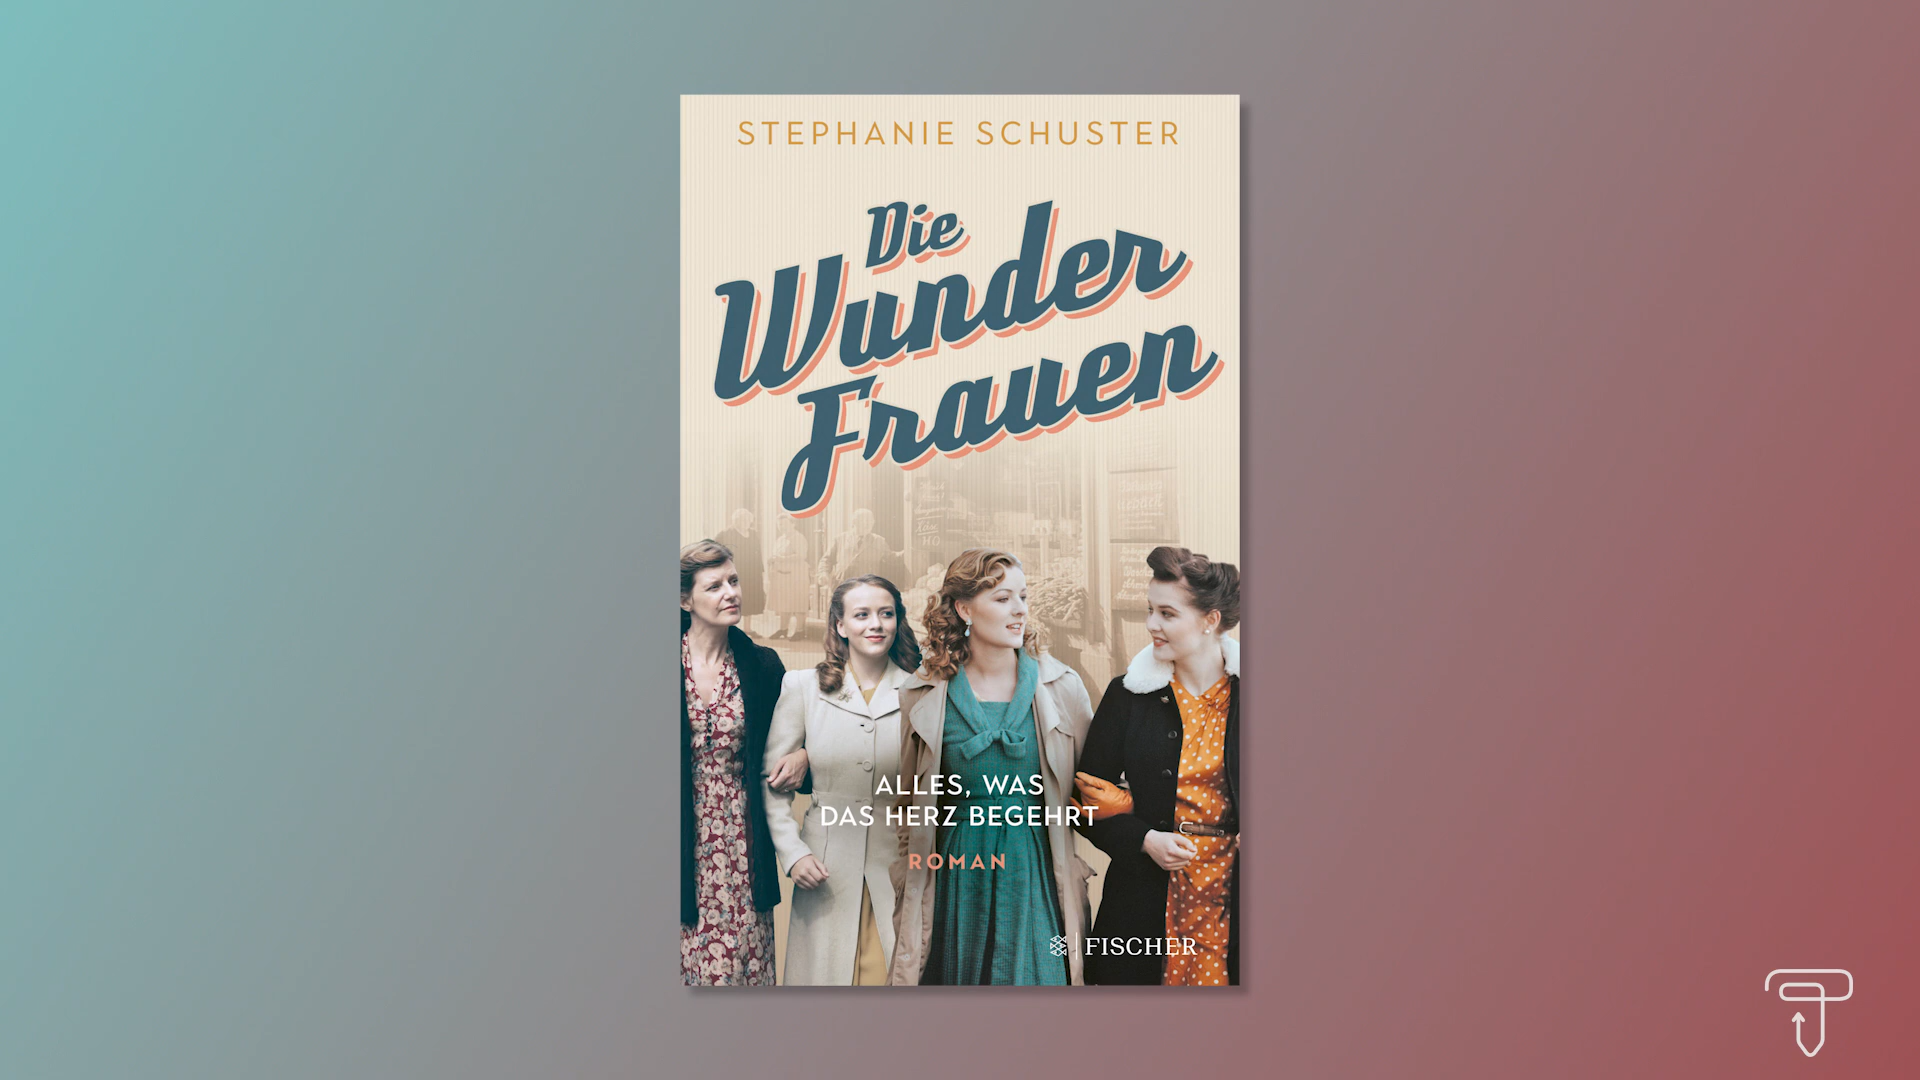 STEPHANIE SCHUSTER
Die
Wunder
Frauen
ALLES, WAS
DAS HERZ BEGEHRT
ROMAN
FISCHER